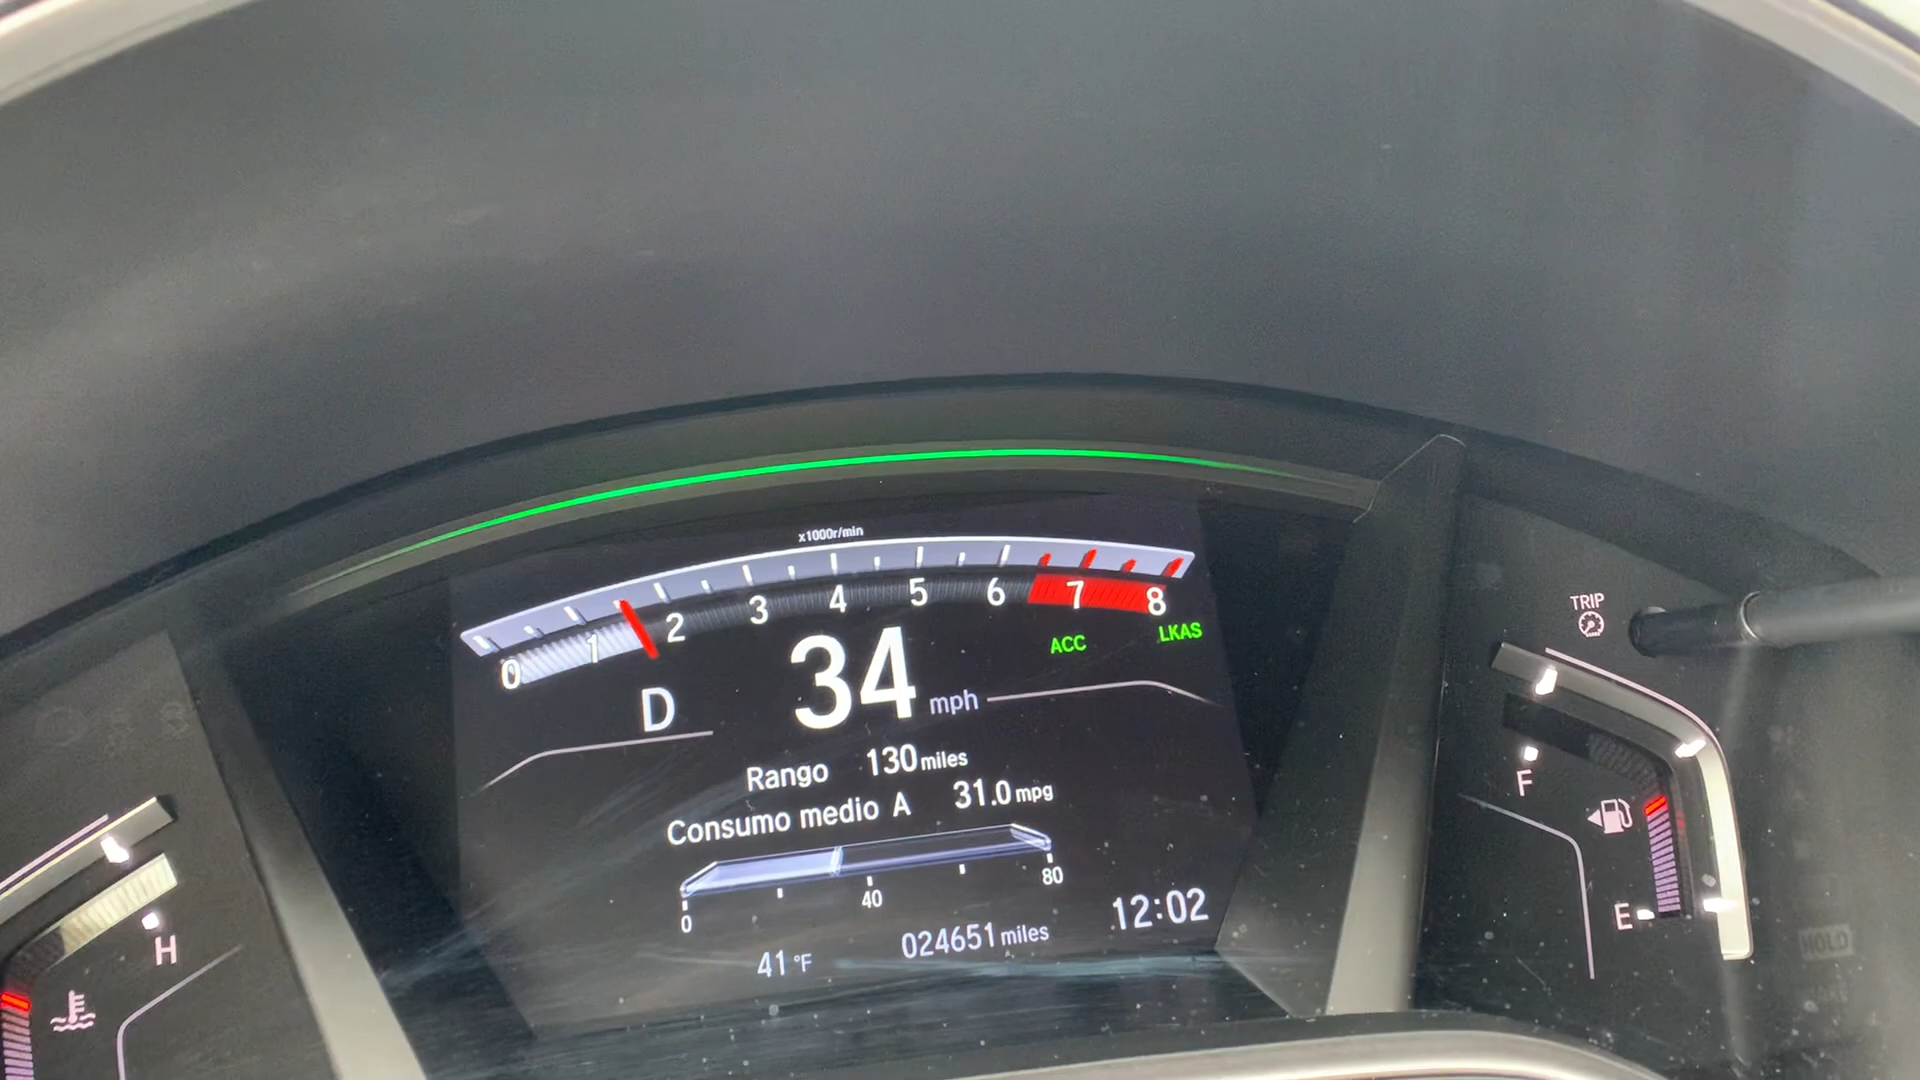 x1000r/min
0 1 2 3 4 5 6 7 8
ACC LKAS
D 34 mph
Rango 130 miles
Consumo medio A 31.0 mpg
0 40 80
41 °F 024651 miles 12:02
H
TRIP
F
E
HOLD